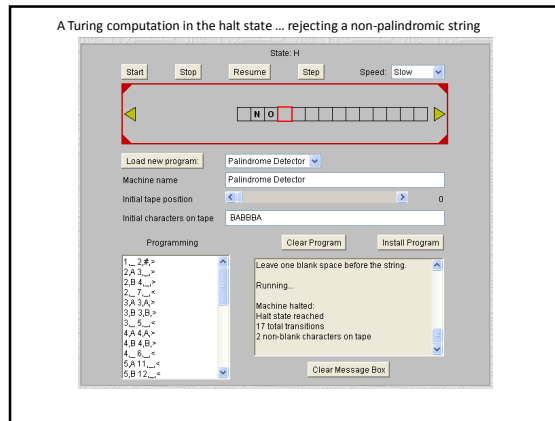 A Turing computation in the halt state … rejecting a non-palindromic string
State: H
Start Stop Resume Step Speed: Slow
N O
Load new program: Palindrome Detector
Machine name Palindrome Detector
Initial tape position 0
Initial characters on tape BABBBA
Programming Clear Program Install Program
1,_ 2,#,>
2,A 3,_,>
2,B 4,_,>
2,_ 7,_,<
3,A 3,A,>
3,B 3,B,>
3,_ 5,_,<
4,A 4,A,>
4,B 4,B,>
4,_ 6,_,<
5,A 11,_,<
5,B 12,_,<
Leave one blank space before the string.
Running...
Machine halted:
Halt state reached
17 total transitions
2 non-blank characters on tape
Clear Message Box